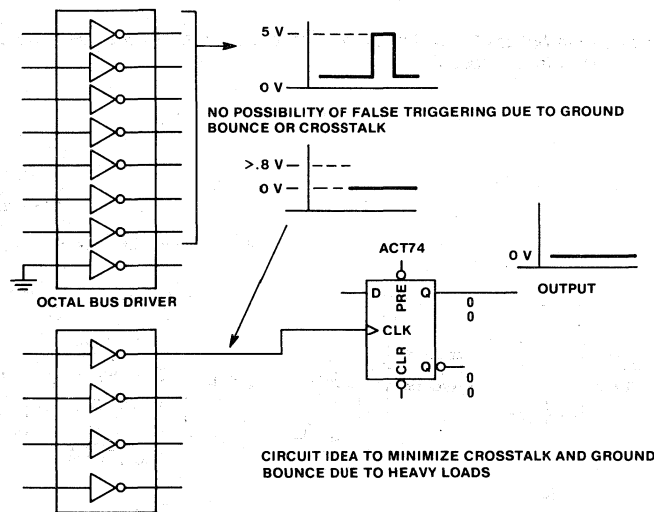 5 V
0 V
NO POSSIBILITY OF FALSE TRIGGERING DUE TO GROUND
BOUNCE OR CROSSTALK
>.8 V
0 V
ACT74
0 V
OUTPUT
OCTAL BUS DRIVER
D
PRE
Q
0
0
CLK
CLR
Q
0
0
CIRCUIT IDEA TO MINIMIZE CROSSTALK AND GROUND
BOUNCE DUE TO HEAVY LOADS